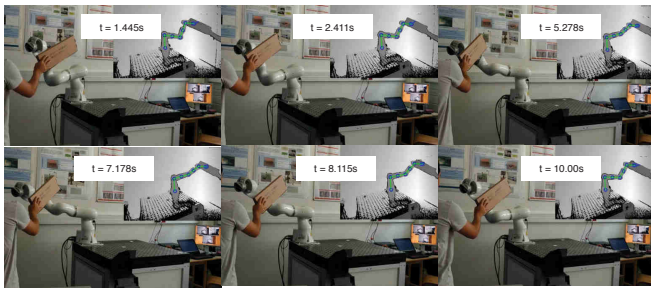 t = 1.445s
t = 2.411s
t = 5.278s
t = 7.178s
t = 8.115s
t = 10.00s